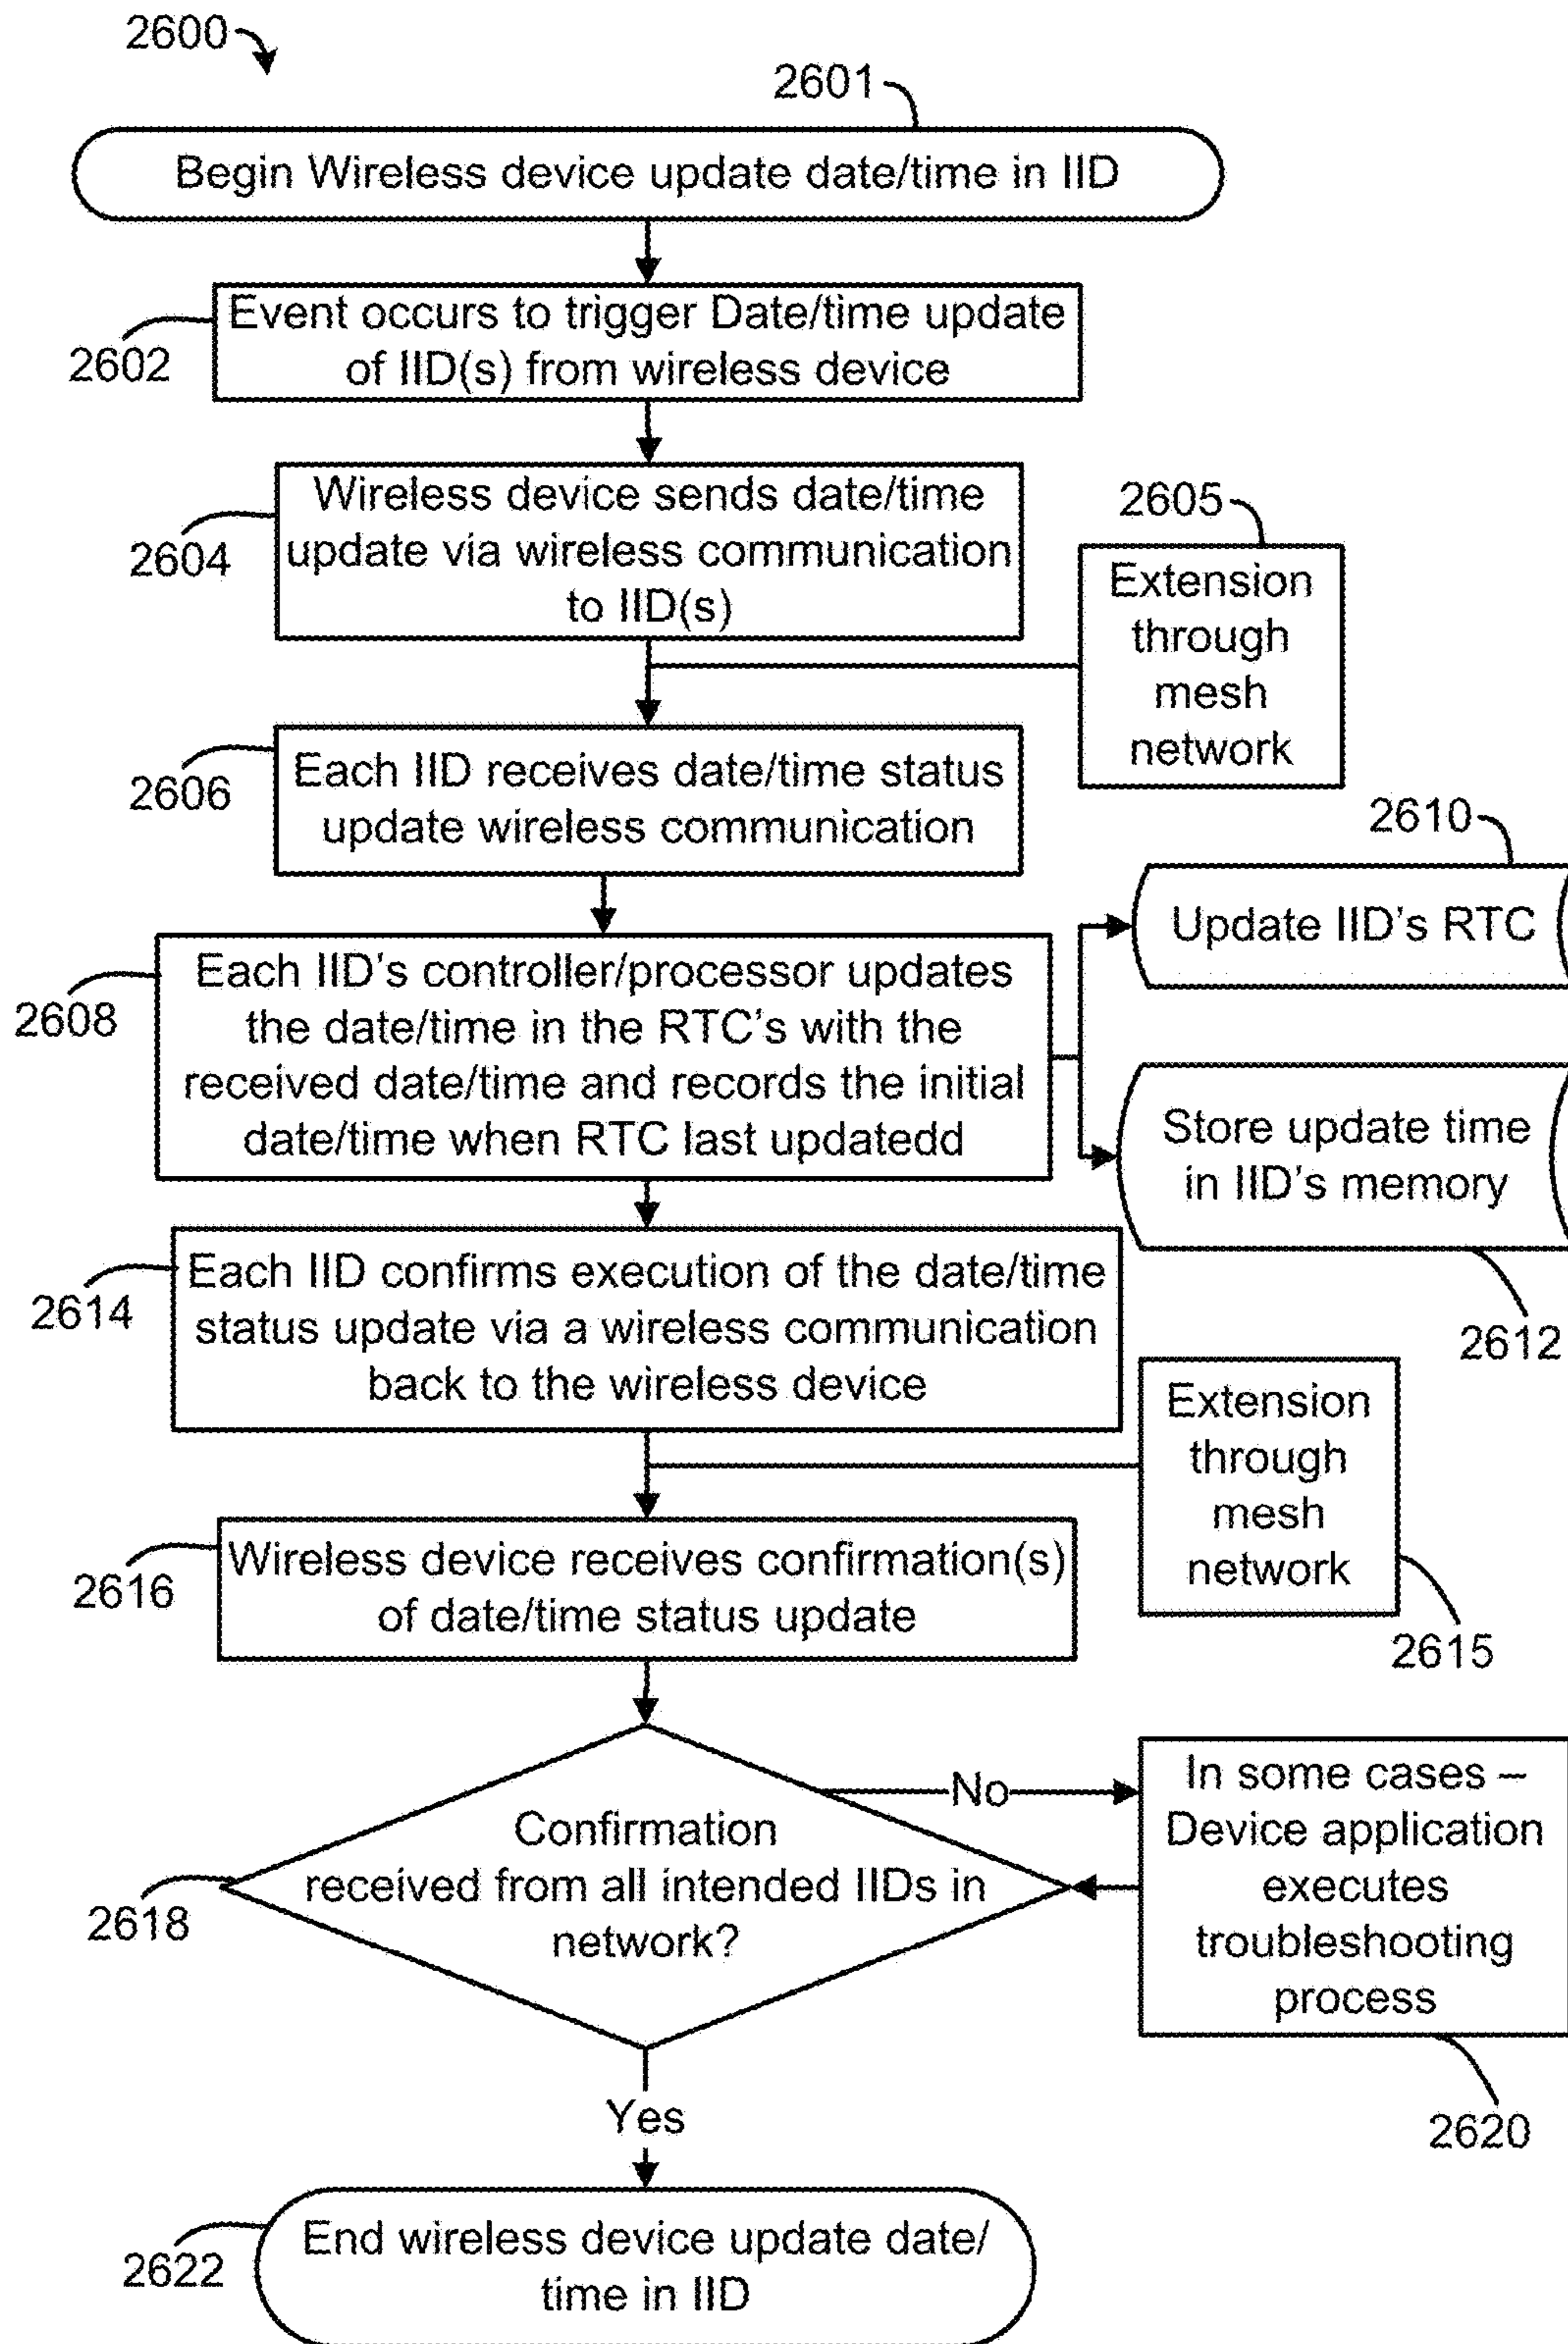 2600
2601
Begin Wireless device update date/time in IID
Event occurs to trigger Date/time update
of IID(s) from wireless device
2602
Wireless device sends date/time
update via wireless communication
to IID(s)
2604
2605
Extension
through
mesh
network
Each IID receives date/time status
update wireless communication
2606
2610
Update IID's RTC
Each IID's controller/processor updates
the date/time in the RTC's with the
received date/time and records the initial
date/time when RTC last updatedd
2608
Store update time
in IID's memory
2612
Each IID confirms execution of the date/time
status update via a wireless communication
back to the wireless device
2614
Extension
through
mesh
network
2615
Wireless device receives confirmation(s)
of date/time status update
2616
Confirmation
received from all intended IIDs in
network?
2618
No
In some cases –
Device application
executes
troubleshooting
process
2620
Yes
End wireless device update date/
time in IID
2622